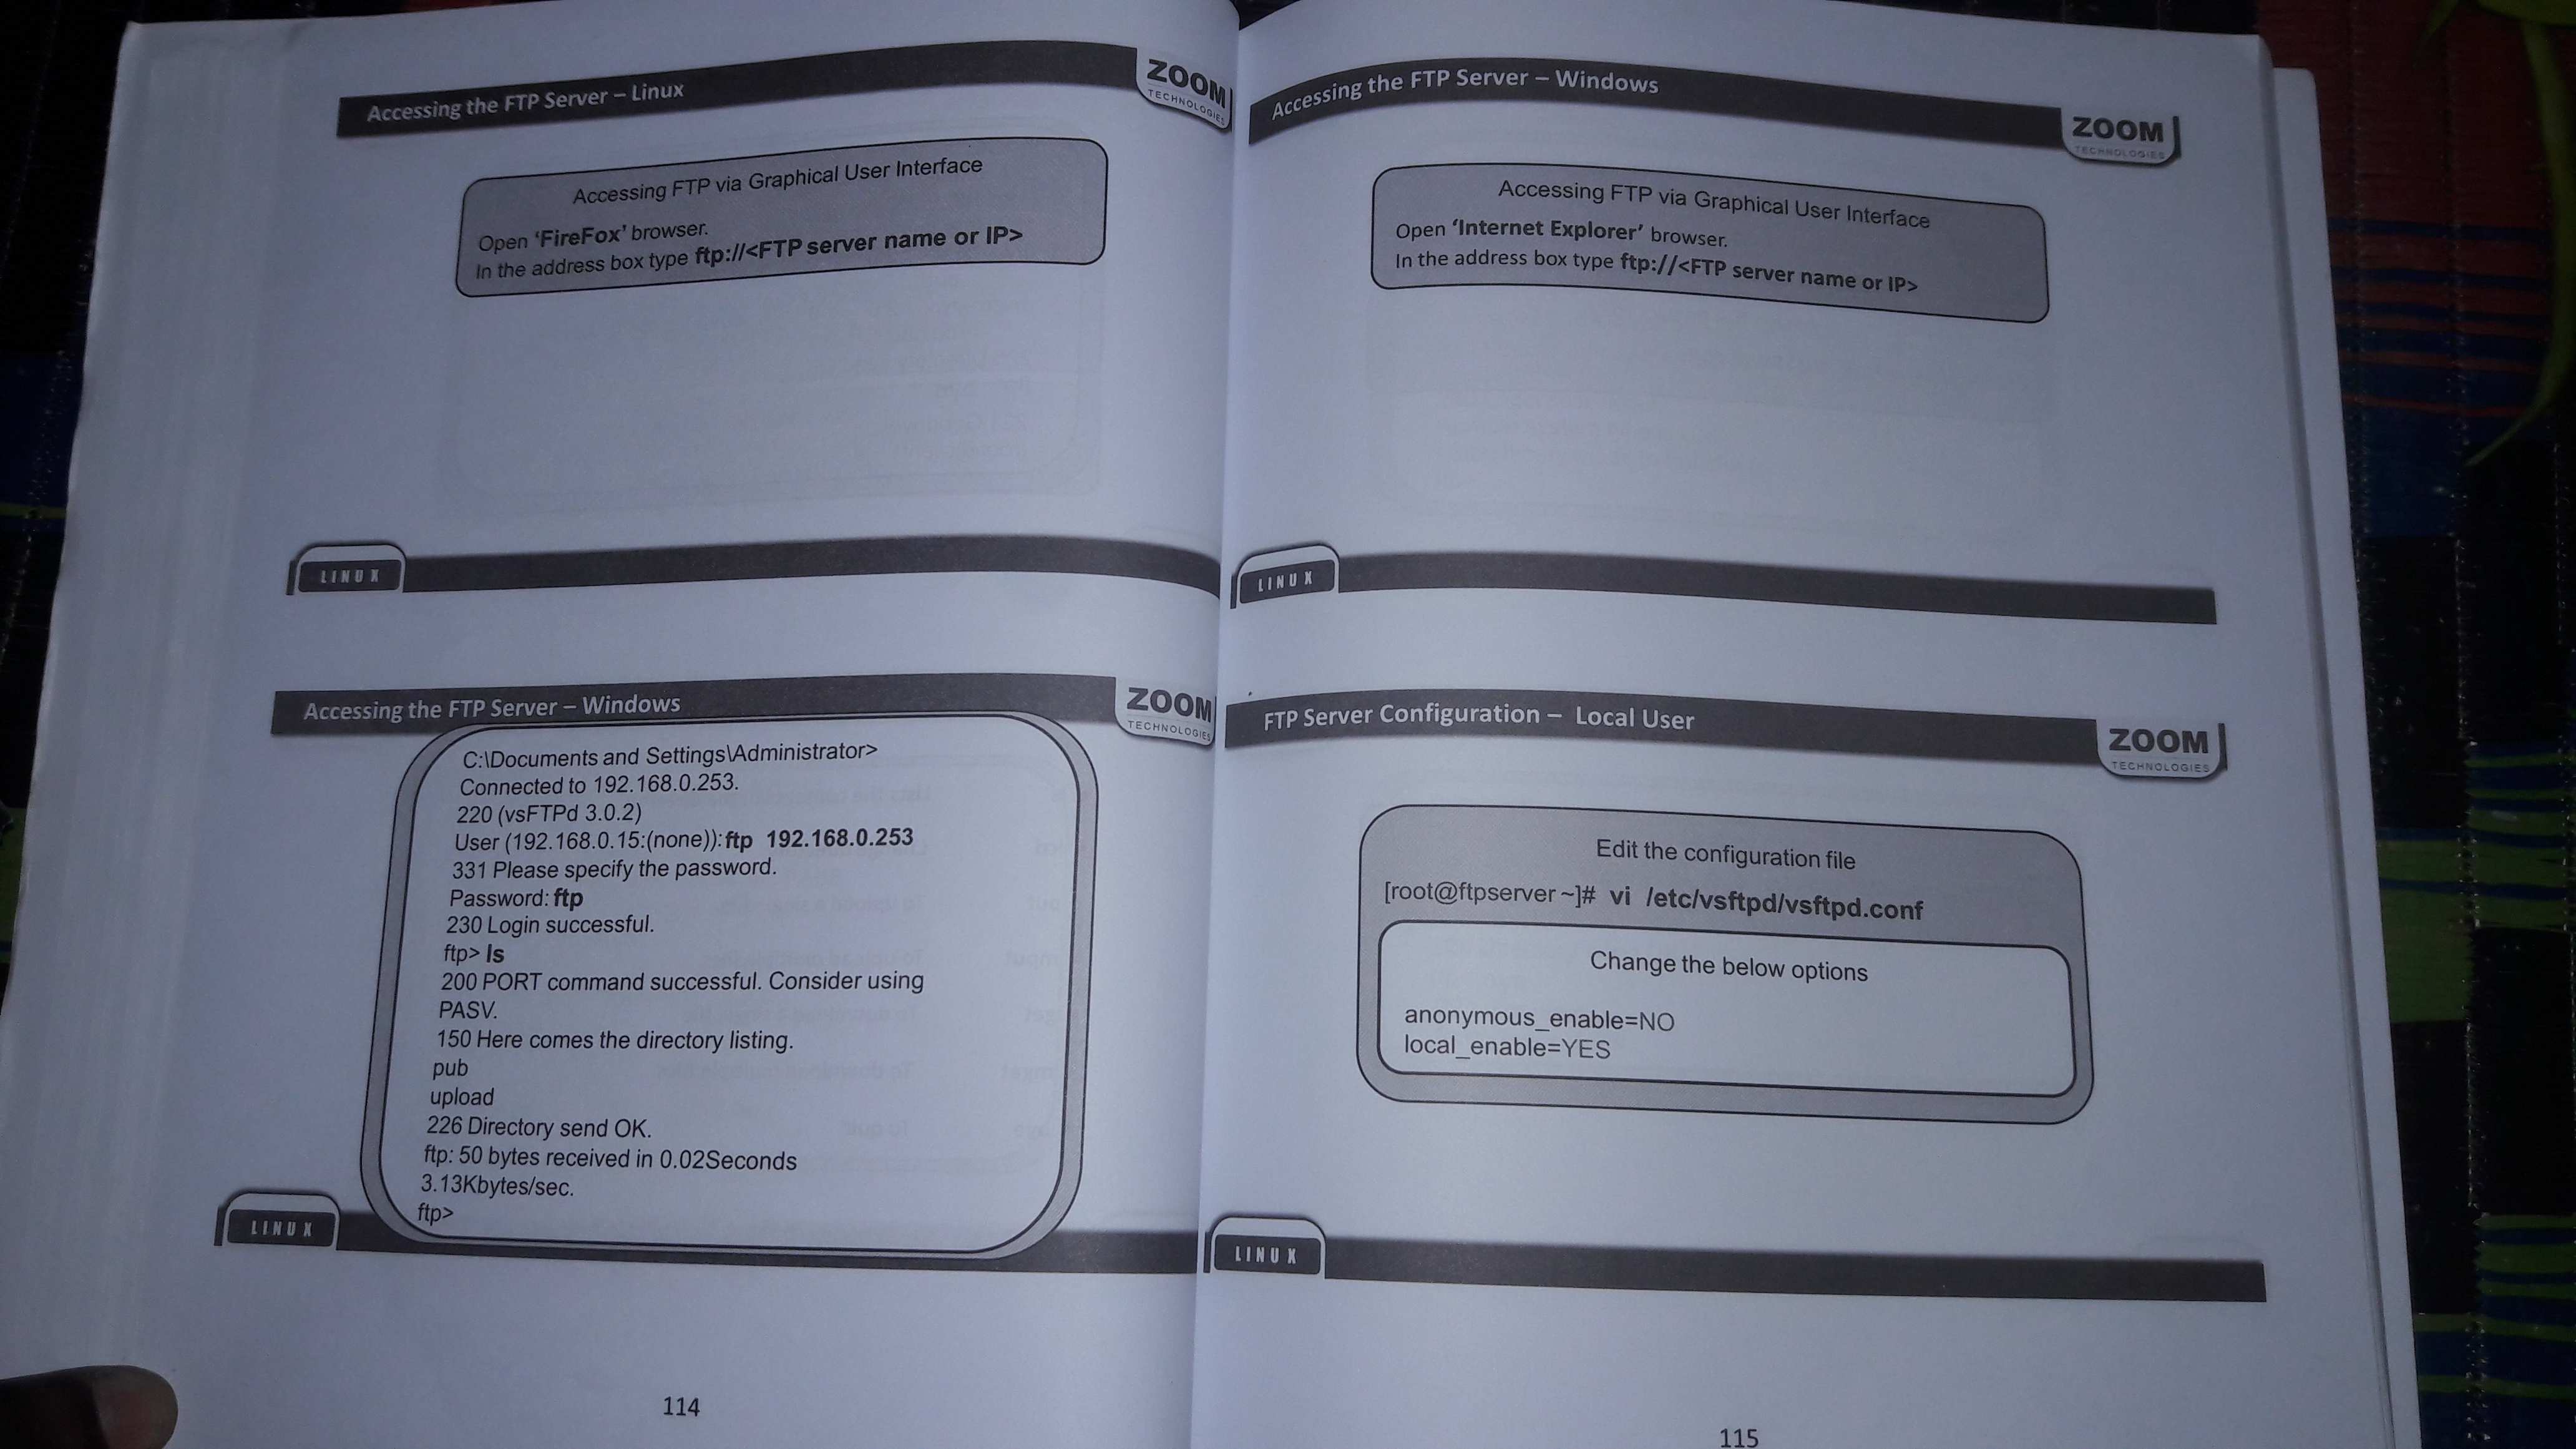 Accessing the FTP Server – Linux
ZOOM
TECHNOLOGIES
Accessing FTP via Graphical User Interface
Open ‘FireFox’ browser.
In the address box type ftp://<FTP server name or IP>
LINUX
Accessing the FTP Server – Windows
ZOOM
TECHNOLOGIES
C:\Documents and Settings\Administrator>
Connected to 192.168.0.253.
220 (vsFTPd 3.0.2)
User (192.168.0.15:(none)):ftp 192.168.0.253
331 Please specify the password.
Password: ftp
230 Login successful.
ftp> ls
200 PORT command successful. Consider using
PASV.
150 Here comes the directory listing.
pub
upload
226 Directory send OK.
ftp: 50 bytes received in 0.02Seconds
3.13Kbytes/sec.
ftp>
LINUX
114
Accessing the FTP Server – Windows
ZOOM
TECHNOLOGIES
Accessing FTP via Graphical User Interface
Open ‘Internet Explorer’ browser.
In the address box type ftp://<FTP server name or IP>
LINUX
FTP Server Configuration – Local User
ZOOM
TECHNOLOGIES
Edit the configuration file
[root@ftpserver ~]# vi /etc/vsftpd/vsftpd.conf
Change the below options
anonymous_enable=NO
local_enable=YES
LINUX
115